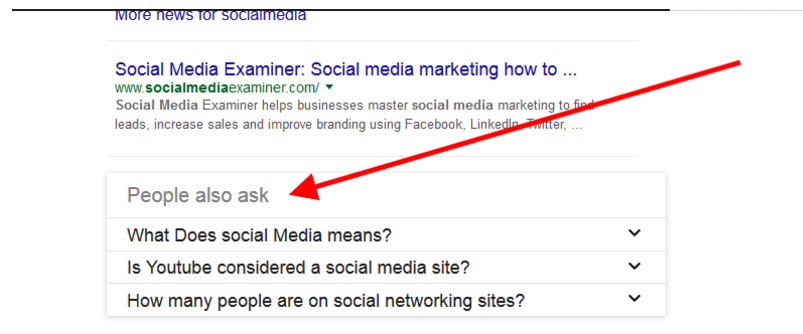 More news for socialmedia
Social Media Examiner: Social media marketing how to ...
www.socialmediaexaminer.com/
Social Media Examiner helps businesses master social media marketing to find
leads, increase sales and improve branding using Facebook, LinkedIn, Twitter, ...
People also ask
What Does social Media means?
Is Youtube considered a social media site?
How many people are on social networking sites?